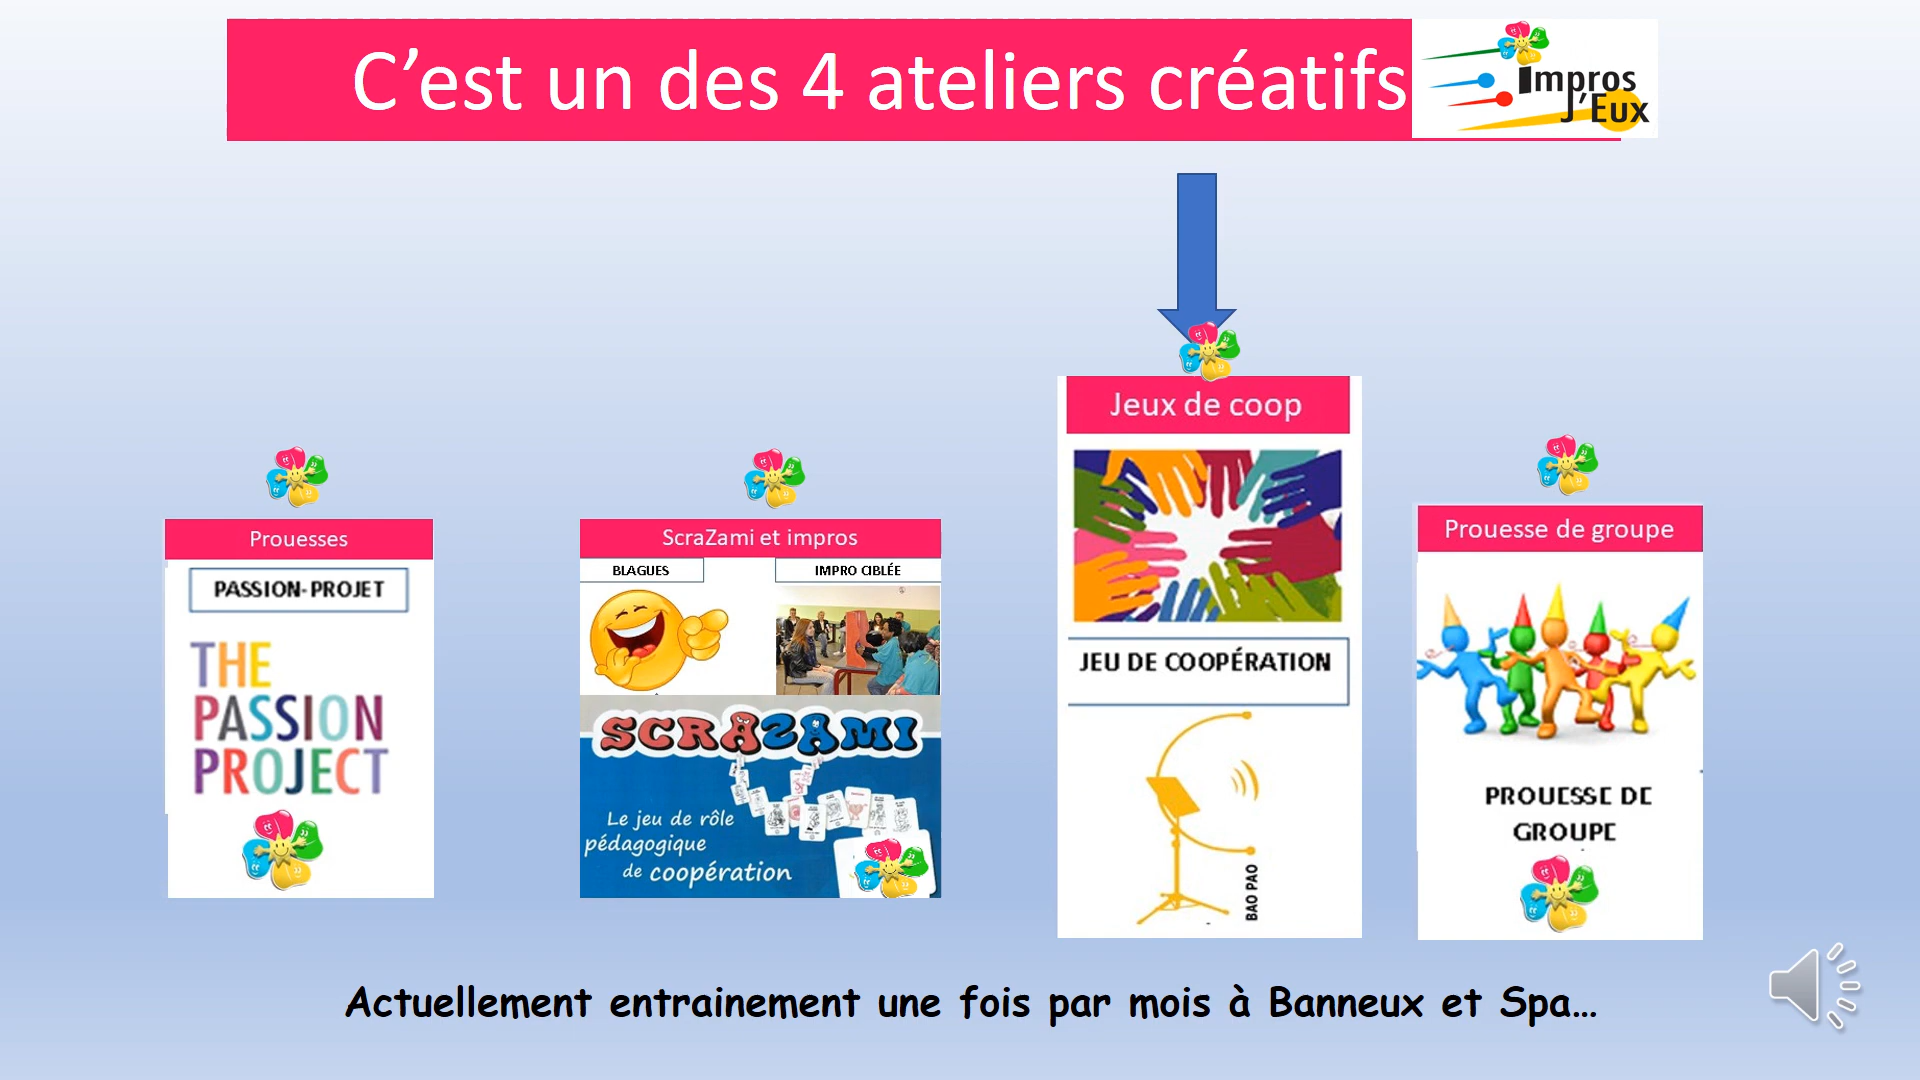 C’est un des 4 ateliers créatifs
Impros
J'Eux
Prouesses
PASSION-PROJET
THE
PASSION
PROJECT
ScraZami et impros
BLAGUES
IMPRO CIBLÉE
SCRAZAMI
Le jeu de rôle
pédagogique
de coopération
Jeux de coop
JEU DE COOPÉRATION
BAO PAO
Prouesse de groupe
PROUESSE DE
GROUPE
Actuellement entrainement une fois par mois à Banneux et Spa...